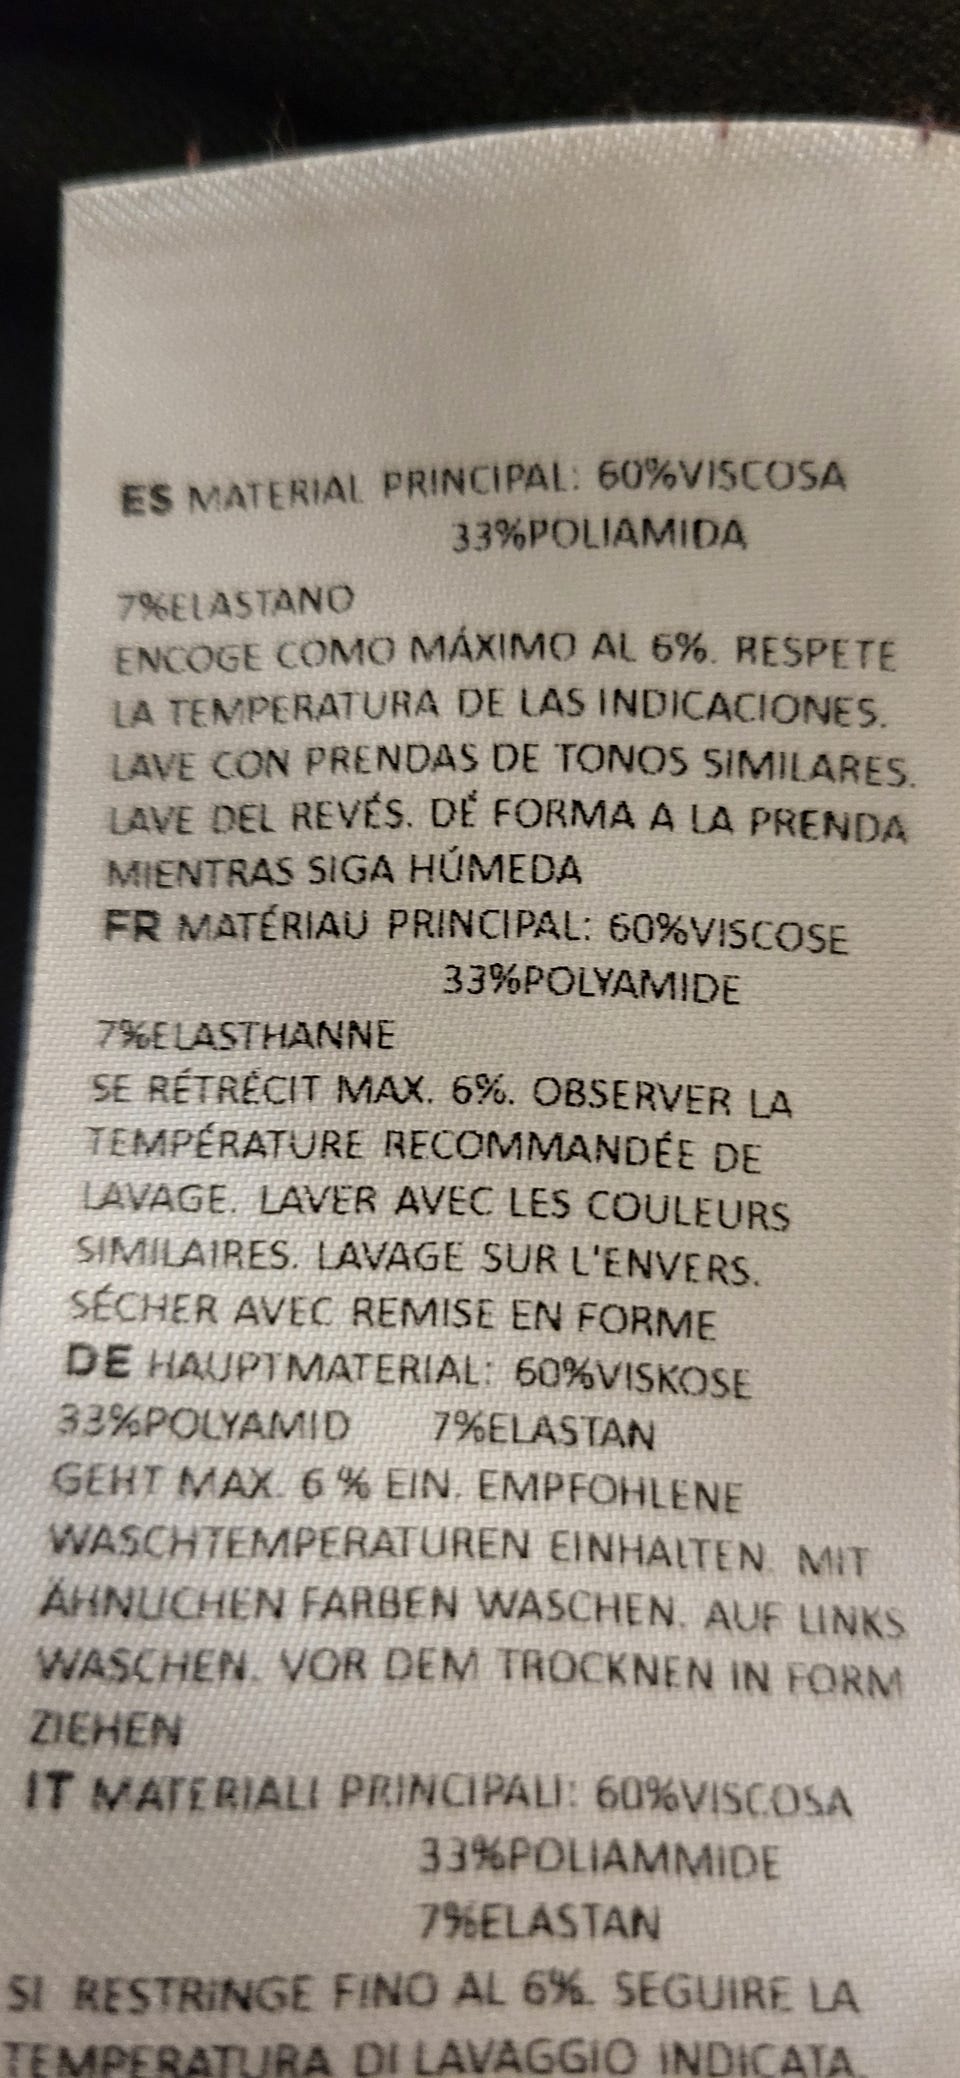 ES MATERIAL PRINCIPAL: 60%VISCOSA
33%POLIAMIDA
7%ELASTANO
ENCOGE COMO MÁXIMO AL 6%. RESPETE
LA TEMPERATURA DE LAS INDICACIONES.
LAVE CON PRENDAS DE TONOS SIMILARES.
LAVE DEL REVÉS. DÉ FORMA A LA PRENDA
MIENTRAS SIGA HÚMEDA
FR MATÉRIAU PRINCIPAL: 60%VISCOSE
33%POLYAMIDE
7%ELASTHANNE
SE RÉTRÉCIT MAX. 6%. OBSERVER LA
TEMPÉRATURE RECOMMANDÉE DE
LAVAGE. LAVER AVEC LES COULEURS
SIMILAIRES. LAVAGE SUR L'ENVERS.
SÉCHER AVEC REMISE EN FORME
DE HAUPTMATERIAL: 60%VISKOSE
33%POLYAMID 7%ELASTAN
GEHT MAX. 6 % EIN. EMPFOHLENE
WASCHTEMPERATUREN EINHALTEN. MIT
ÄHNLICHEN FARBEN WASCHEN. AUF LINKS
WASCHEN. VOR DEM TROCKNEN IN FORM
ZIEHEN
IT MATERIALI PRINCIPALI: 60%VISCOSA
33%POLIAMMIDE
7%ELASTAN
SI RESTRINGE FINO AL 6%. SEGUIRE LA
TEMPERATURA DI LAVAGGIO INDICATA.